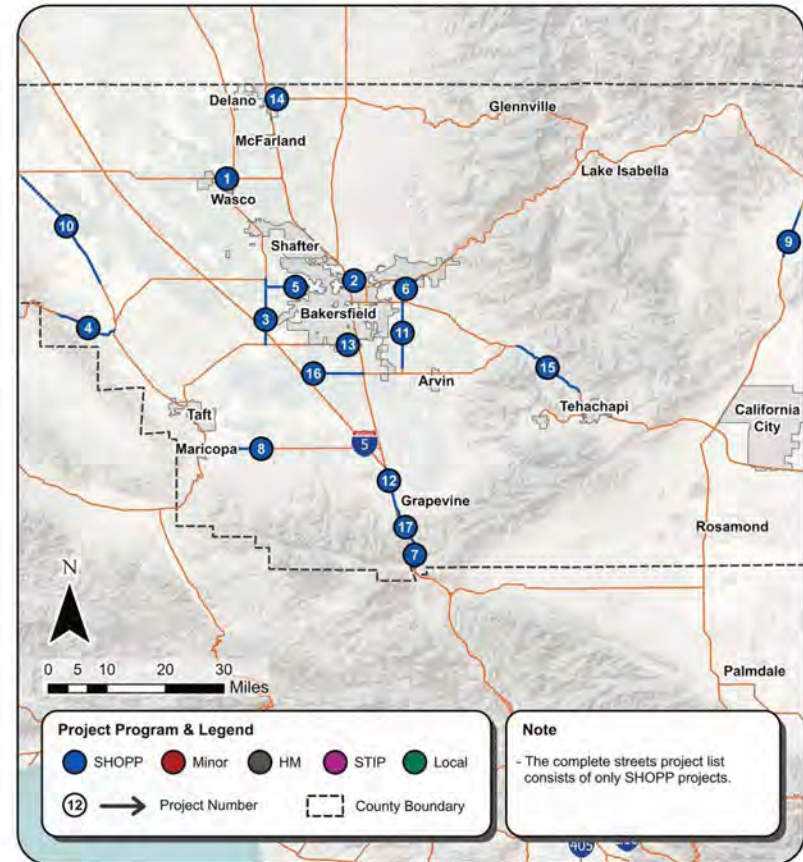 Delano
14
Glennville
McFarland
Lake Isabella
1
Wasco
10
9
Shafter
5
2
6
4
3
Bakersfield
11
13
16
Arvin
15
Taft
Tehachapi
California
City
Maricopa
8
5
12
Grapevine
17
Rosamond
7
N
0 5 10 20 30
Miles
Palmdale
Project Program & Legend
SHOPP Minor HM STIP Local
12 Project Number County Boundary
Note
- The complete streets project list
consists of only SHOPP projects.
405